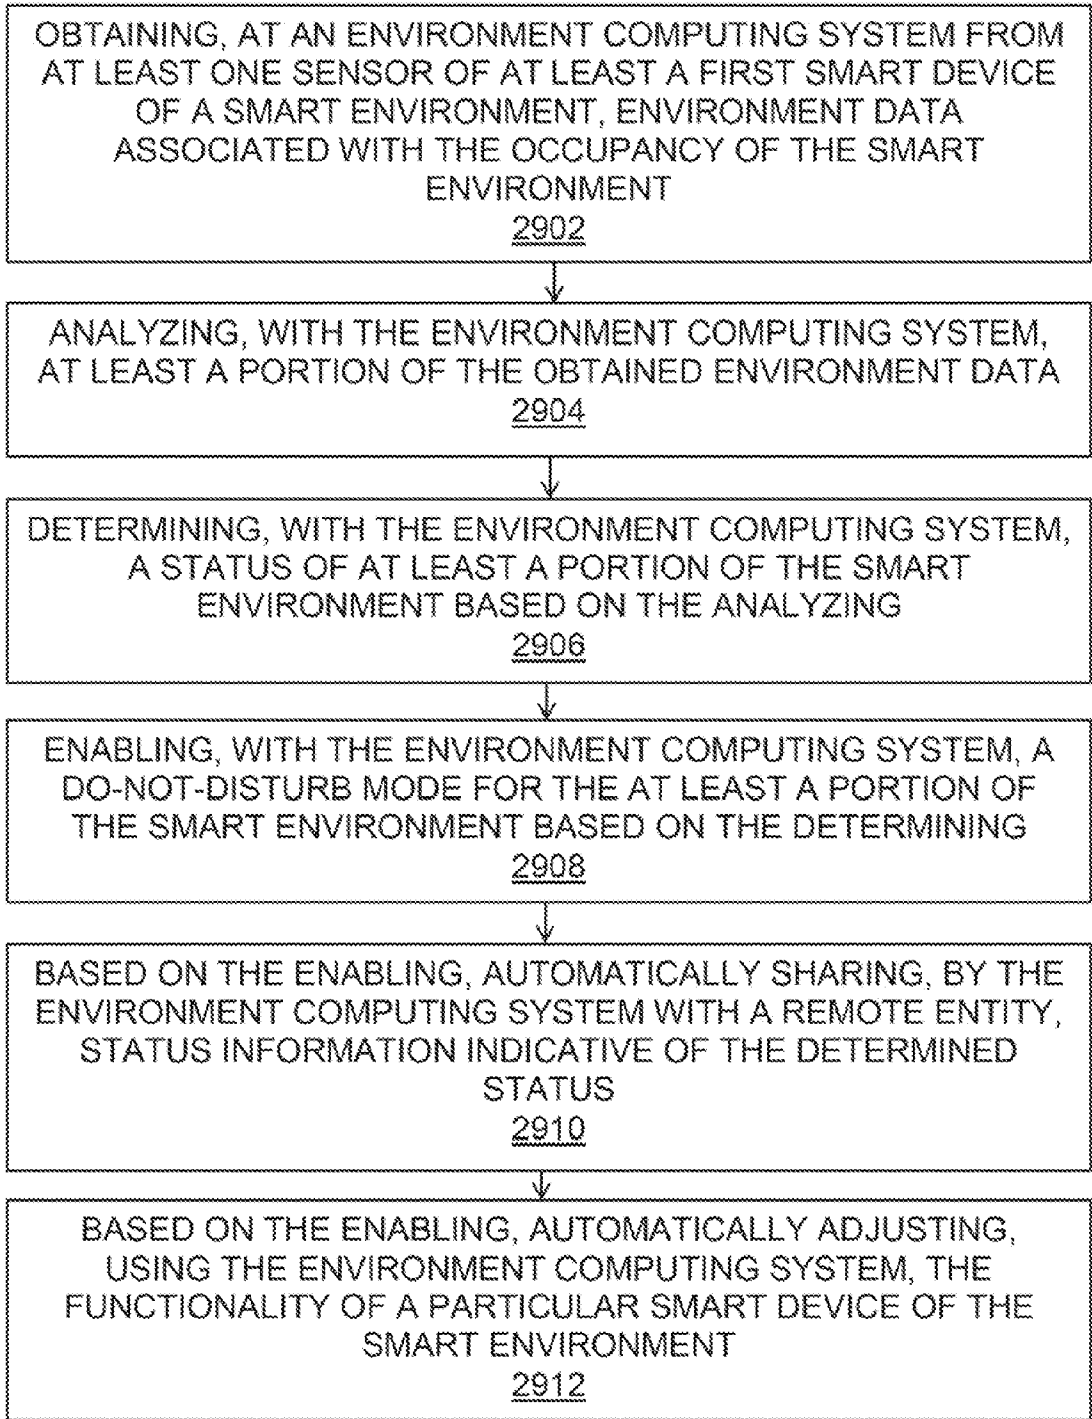 OBTAINING, AT AN ENVIRONMENT COMPUTING SYSTEM FROM
AT LEAST ONE SENSOR OF AT LEAST A FIRST SMART DEVICE
OF A SMART ENVIRONMENT, ENVIRONMENT DATA
ASSOCIATED WITH THE OCCUPANCY OF THE SMART
ENVIRONMENT
2902
ANALYZING, WITH THE ENVIRONMENT COMPUTING SYSTEM,
AT LEAST A PORTION OF THE OBTAINED ENVIRONMENT DATA
2904
DETERMINING, WITH THE ENVIRONMENT COMPUTING SYSTEM,
A STATUS OF AT LEAST A PORTION OF THE SMART
ENVIRONMENT BASED ON THE ANALYZING
2906
ENABLING, WITH THE ENVIRONMENT COMPUTING SYSTEM, A
DO-NOT-DISTURB MODE FOR THE AT LEAST A PORTION OF
THE SMART ENVIRONMENT BASED ON THE DETERMINING
2908
BASED ON THE ENABLING, AUTOMATICALLY SHARING, BY THE
ENVIRONMENT COMPUTING SYSTEM WITH A REMOTE ENTITY,
STATUS INFORMATION INDICATIVE OF THE DETERMINED
STATUS
2910
BASED ON THE ENABLING, AUTOMATICALLY ADJUSTING,
USING THE ENVIRONMENT COMPUTING SYSTEM, THE
FUNCTIONALITY OF A PARTICULAR SMART DEVICE OF THE
SMART ENVIRONMENT
2912